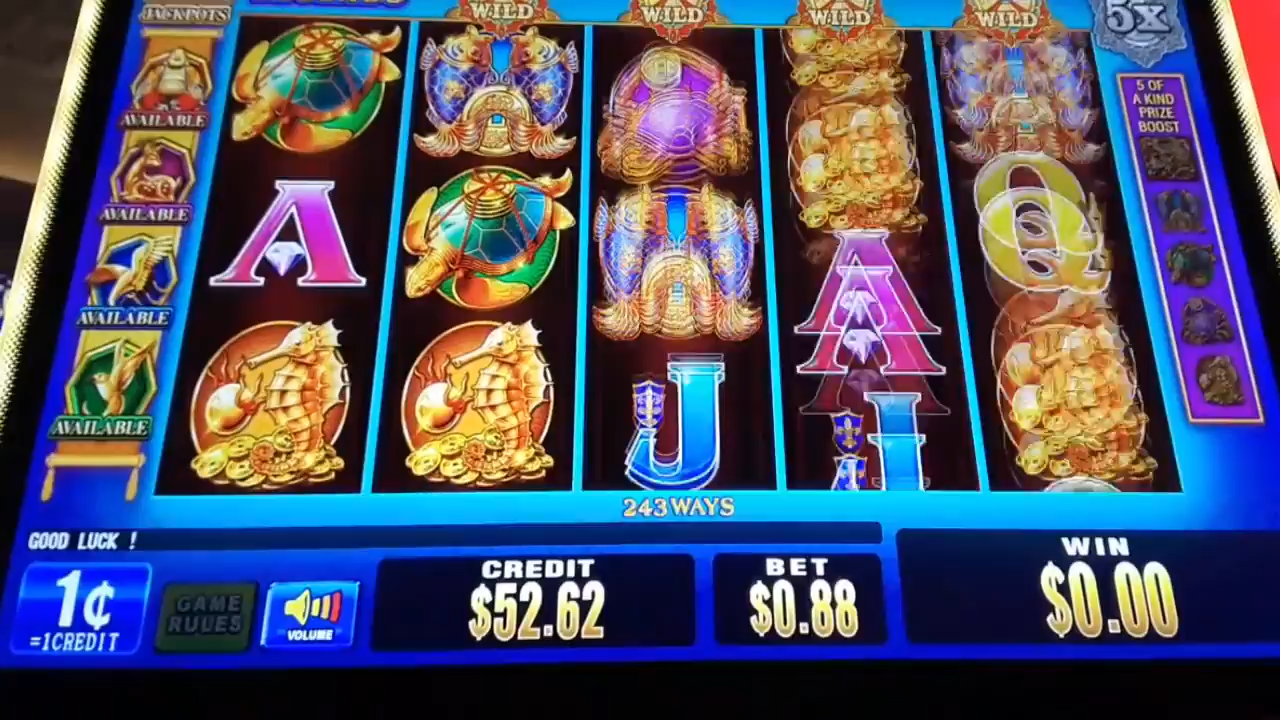 JACKPOTS
WILD
WILD
WILD
WILD
5X
AVAILABLE
AVAILABLE
AVAILABLE
AVAILABLE
5 OF
A KIND
PRIZE
BOOST
A
Q
A
J
J
243 WAYS
GOOD LUCK !
1¢
=1CREDIT
GAME
RULES
VOLUME
CREDIT
$52.62
BET
$0.88
WIN
$0.00